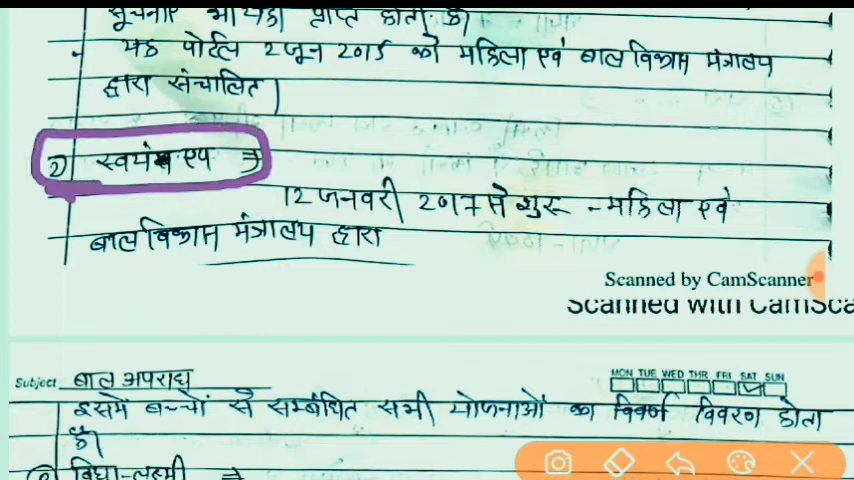 सूचनाएं प्राप्त होती है।
यह पोर्टल 2 जून 2015 को महिला एवं बाल विकास मंत्रालय
द्वारा संचालित।
2) स्वयं एप ⇒
12 जनवरी 2017 से शुरू - महिला एवं
बाल विकास मंत्रालय द्वारा
Scanned by CamScanner
Scanned with CamSca
Subject बाल अपराध
MON TUE WED THR FRI SAT SUN
इसमें बच्चों से सम्बंधित सभी योजनाओं का विवर्ण विवरण होता
है।
विद्या-लक्ष्मी ⇒